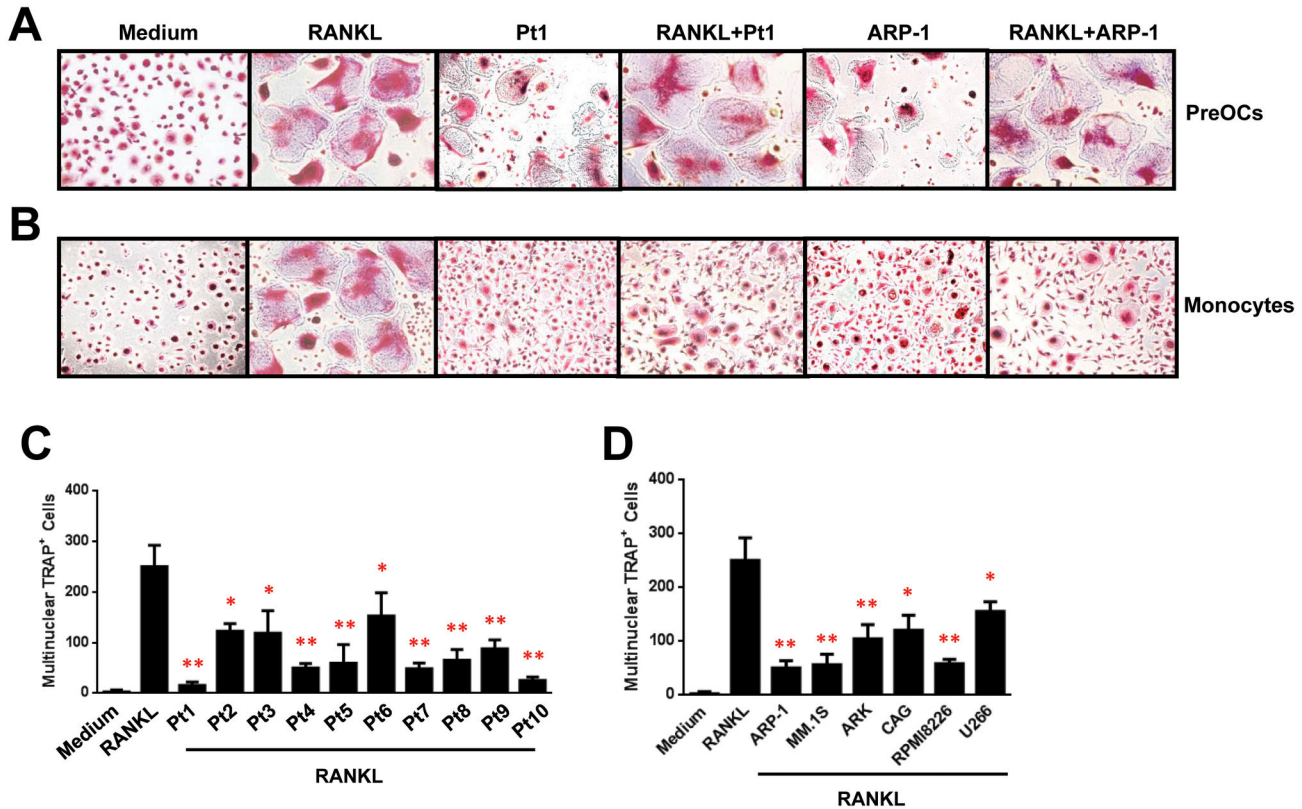 A
Medium RANKL Pt1 RANKL+Pt1 ARP-1 RANKL+ARP-1
PreOCs
B
Monocytes
C
Multinuclear TRAP⁺ Cells
400
300
200
100
0
* * ** ** * ** ** ** ** **
Medium RANKL Pt1 Pt2 Pt3 Pt4 Pt5 Pt6 Pt7 Pt8 Pt9 Pt10
RANKL
D
Multinuclear TRAP⁺ Cells
400
300
200
100
0
** ** ** * ** *
Medium RANKL ARP-1 MM.1S ARK CAG RPMI8226 U266
RANKL